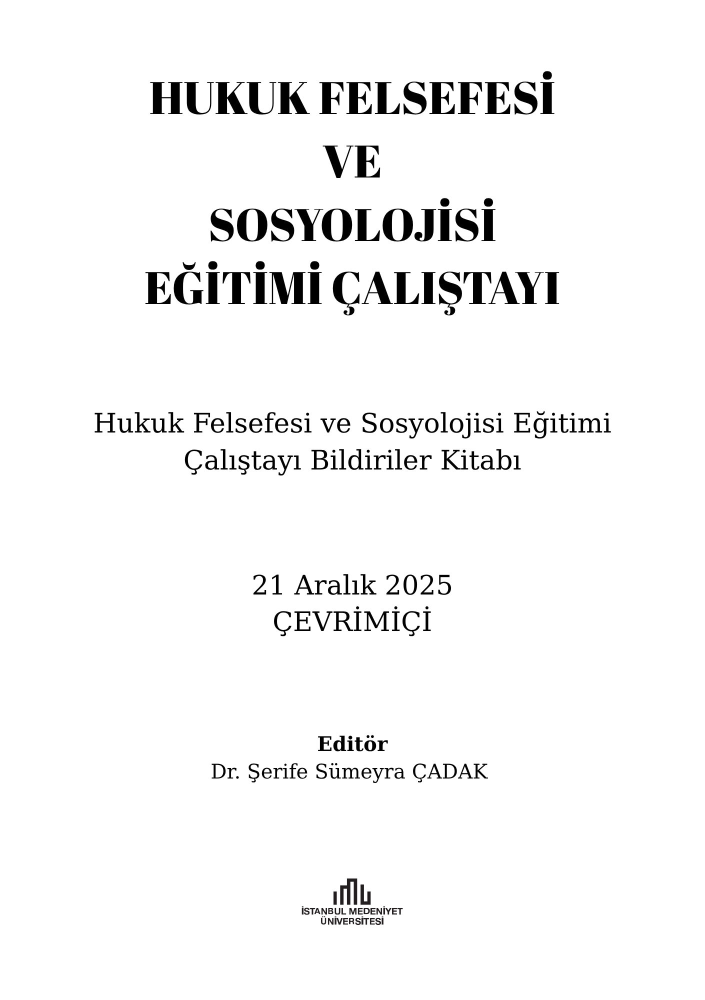 HUKUK FELSEFESİ
VE
SOSYOLOJİSİ
EĞİTİMİ ÇALIŞTAYI
Hukuk Felsefesi ve Sosyolojisi Eğitimi
Çalıştayı Bildiriler Kitabı
21 Aralık 2025
ÇEVRİMİÇİ
Editör
Dr. Şerife Sümeyra ÇADAK
İSTANBUL MEDENİYET
ÜNİVERSİTESİ